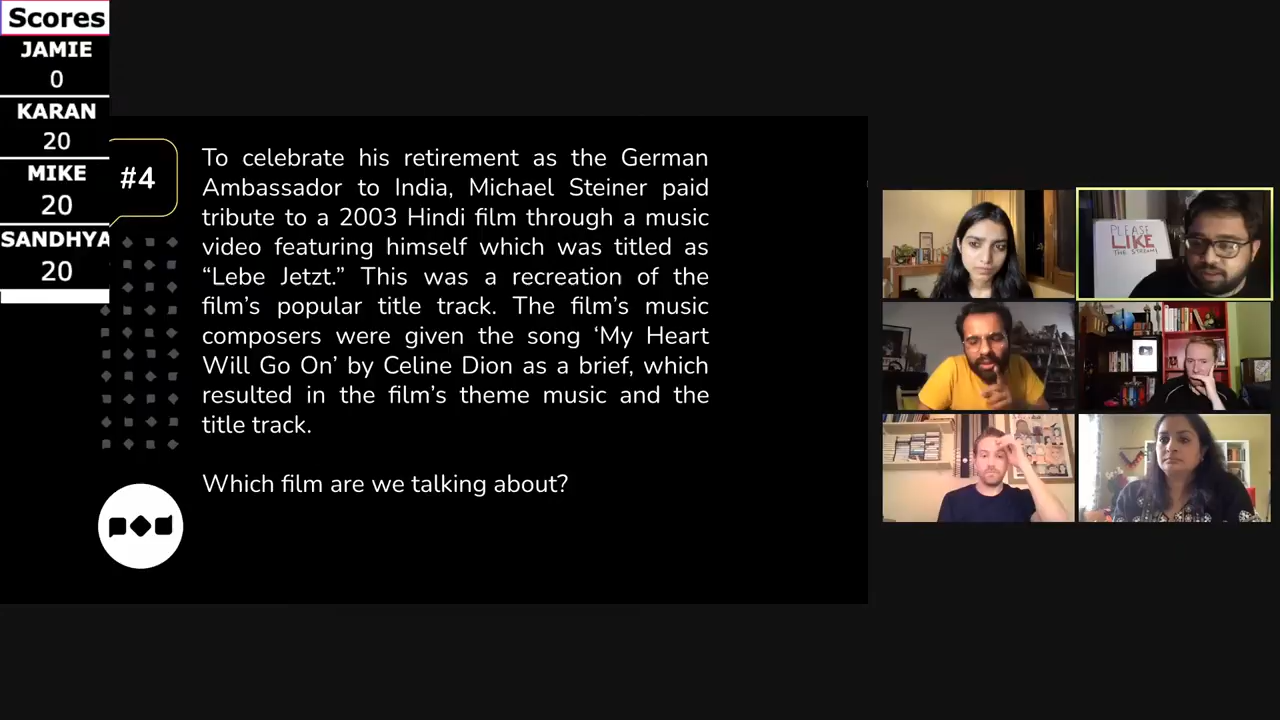 Scores
JAMIE
0
KARAN
20
MIKE
20
SANDHYA
20
#4
To celebrate his retirement as the German
Ambassador to India, Michael Steiner paid
tribute to a 2003 Hindi film through a music
video featuring himself which was titled as
“Lebe Jetzt.” This was a recreation of the
film’s popular title track. The film’s music
composers were given the song ‘My Heart
Will Go On’ by Celine Dion as a brief, which
resulted in the film’s theme music and the
title track.
Which film are we talking about?
PLEASE
LIKE
THE STREAM